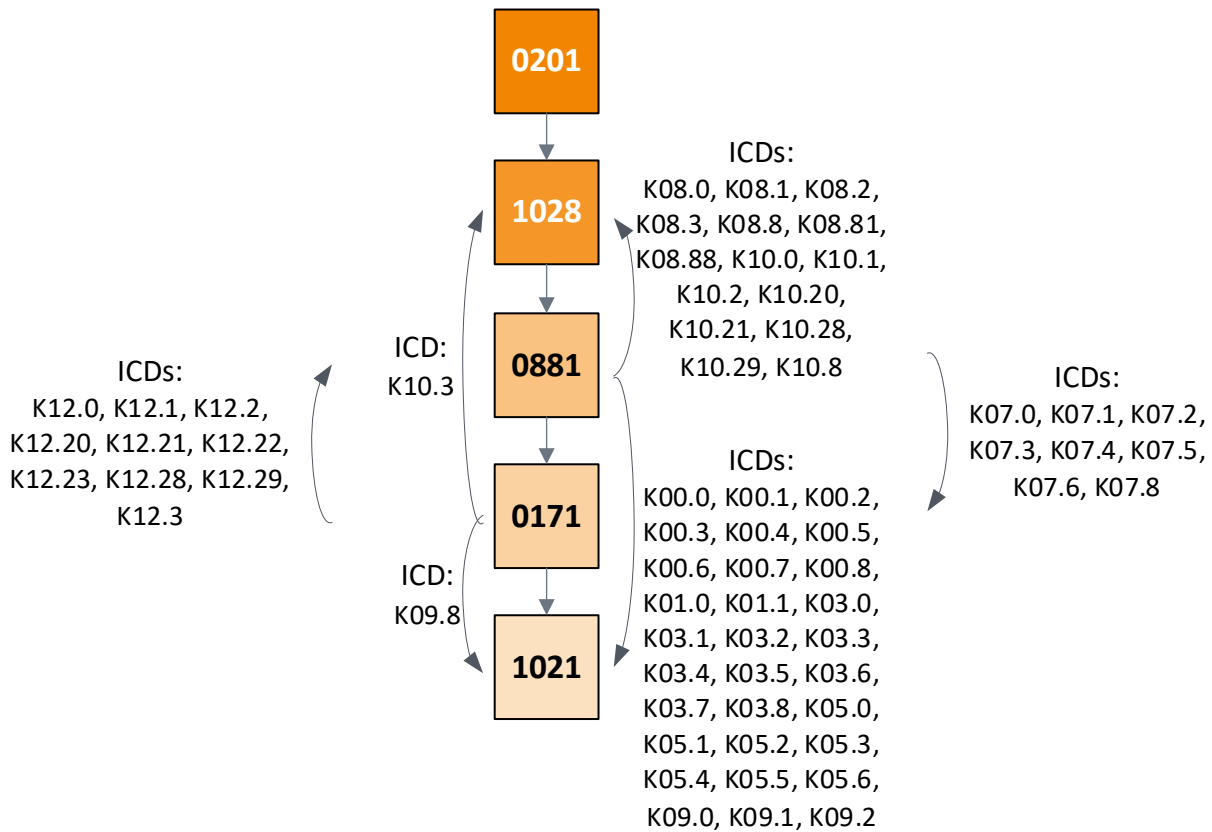 0201
1028
0881
0171
1021
ICDs:
K08.0, K08.1, K08.2,
K08.3, K08.8, K08.81,
K08.88, K10.0, K10.1,
K10.2, K10.20,
K10.21, K10.28,
K10.29, K10.8
ICD:
K10.3
ICDs:
K12.0, K12.1, K12.2,
K12.20, K12.21, K12.22,
K12.23, K12.28, K12.29,
K12.3
ICDs:
K07.0, K07.1, K07.2,
K07.3, K07.4, K07.5,
K07.6, K07.8
ICD:
K09.8
ICDs:
K00.0, K00.1, K00.2,
K00.3, K00.4, K00.5,
K00.6, K00.7, K00.8,
K01.0, K01.1, K03.0,
K03.1, K03.2, K03.3,
K03.4, K03.5, K03.6,
K03.7, K03.8, K05.0,
K05.1, K05.2, K05.3,
K05.4, K05.5, K05.6,
K09.0, K09.1, K09.2